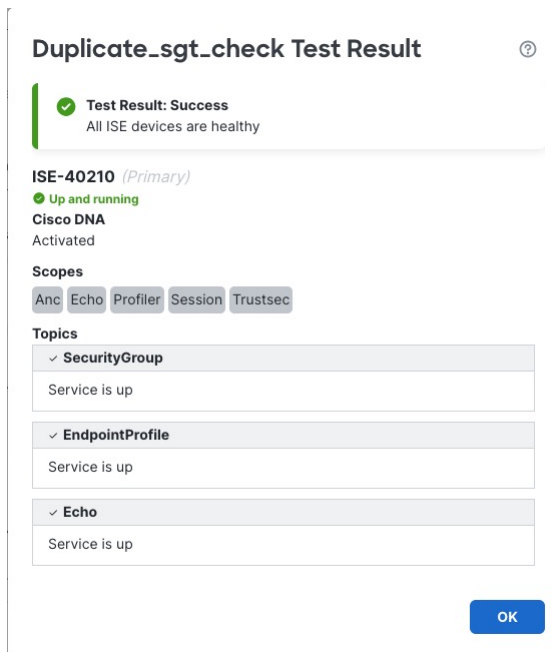 Duplicate_sgt_check Test Result
Test Result: Success
All ISE devices are healthy
ISE-40210 (Primary)
Up and running
Cisco DNA
Activated
Scopes
Anc Echo Profiler Session Trustsec
Topics
SecurityGroup
Service is up
EndpointProfile
Service is up
Echo
Service is up
OK